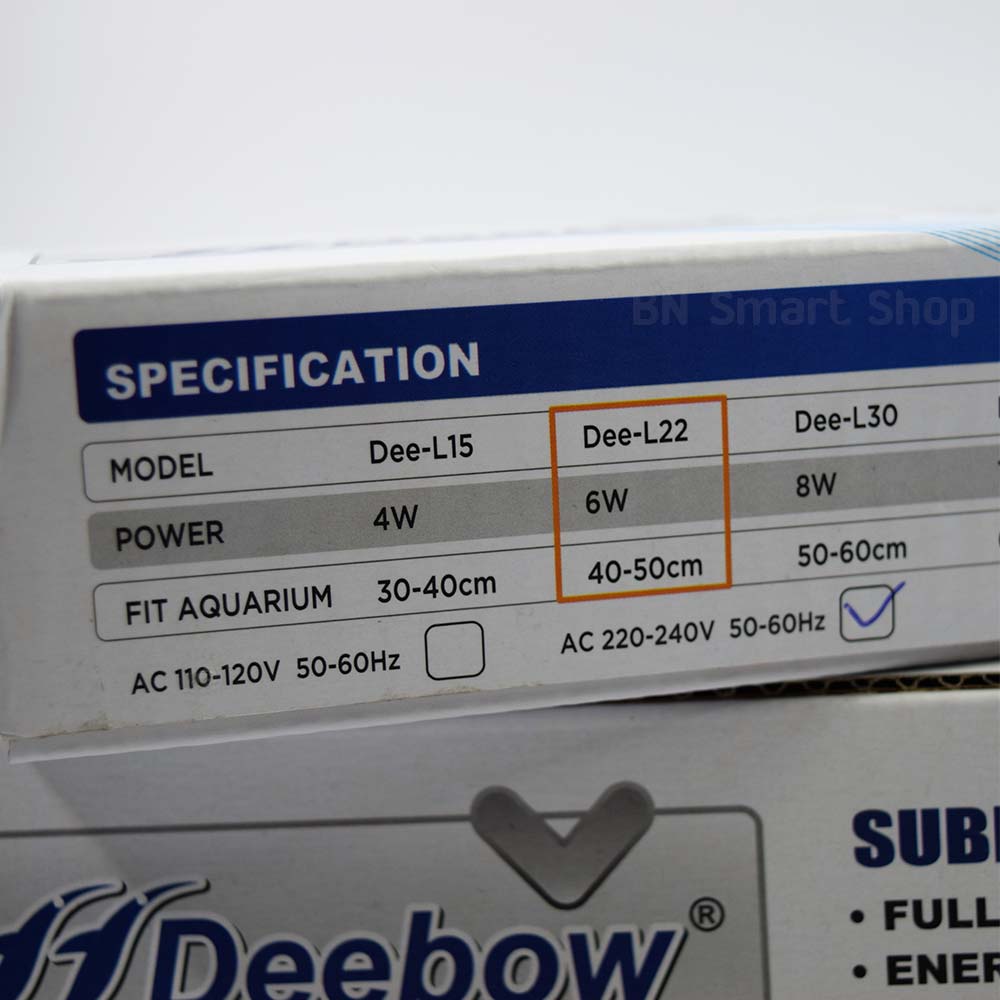 BN Smart Shop
SPECIFICATION
MODEL Dee-L15 Dee-L22 Dee-L30
POWER 4W 6W 8W
FIT AQUARIUM 30-40cm 40-50cm 50-60cm
AC 110-120V 50-60Hz AC 220-240V 50-60Hz
Deebow®
SUB
• FULL
• ENER